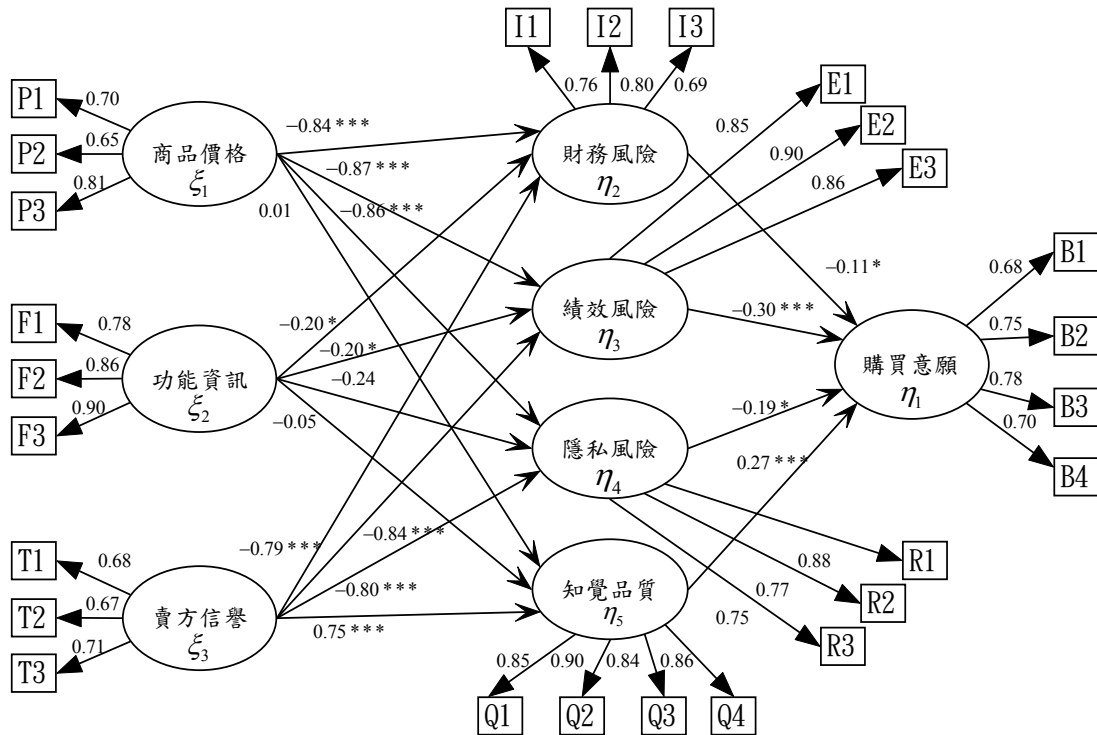 I1 I2 I3
0.76 0.80 0.69
P1 0.70
P2 0.65
P3 0.81
商品價格
ξ1
−0.84***
−0.87***
−0.86***
0.01
財務風險
η2
0.85 E1
0.90 E2
0.86 E3
F1 0.78
F2 0.86
F3 0.90
功能資訊
ξ2
−0.20*
−0.20*
−0.24
−0.05
績效風險
η3
−0.11*
−0.30***
−0.19*
0.27***
購買意願
η1
0.68 B1
0.75 B2
0.78 B3
0.70 B4
隱私風險
η4
T1 0.68
T2 0.67
T3 0.71
賣方信譽
ξ3
−0.79***
−0.84***
−0.80***
0.75***
知覺品質
η5
0.88 R1
0.77 R2
0.75 R3
0.85 0.90 0.84 0.86
Q1 Q2 Q3 Q4